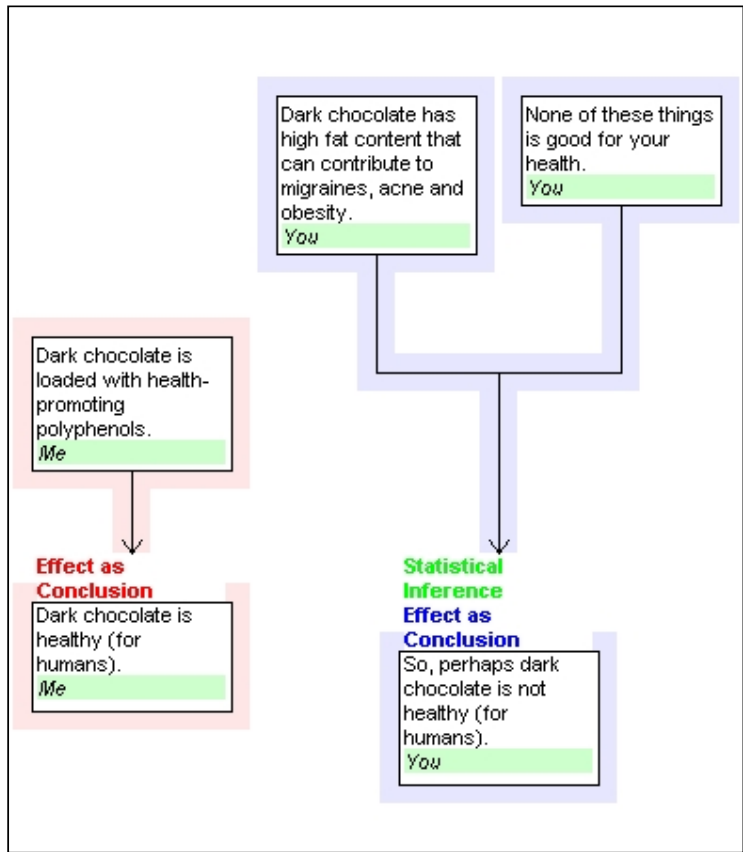 Dark chocolate has
high fat content that
can contribute to
migraines, acne and
obesity.
You
None of these things
is good for your
health.
You
Dark chocolate is
loaded with health-
promoting
polyphenols.
Me
Effect as
Conclusion
Dark chocolate is
healthy (for
humans).
Me
Statistical
Inference
Effect as
Conclusion
So, perhaps dark
chocolate is not
healthy (for
humans).
You